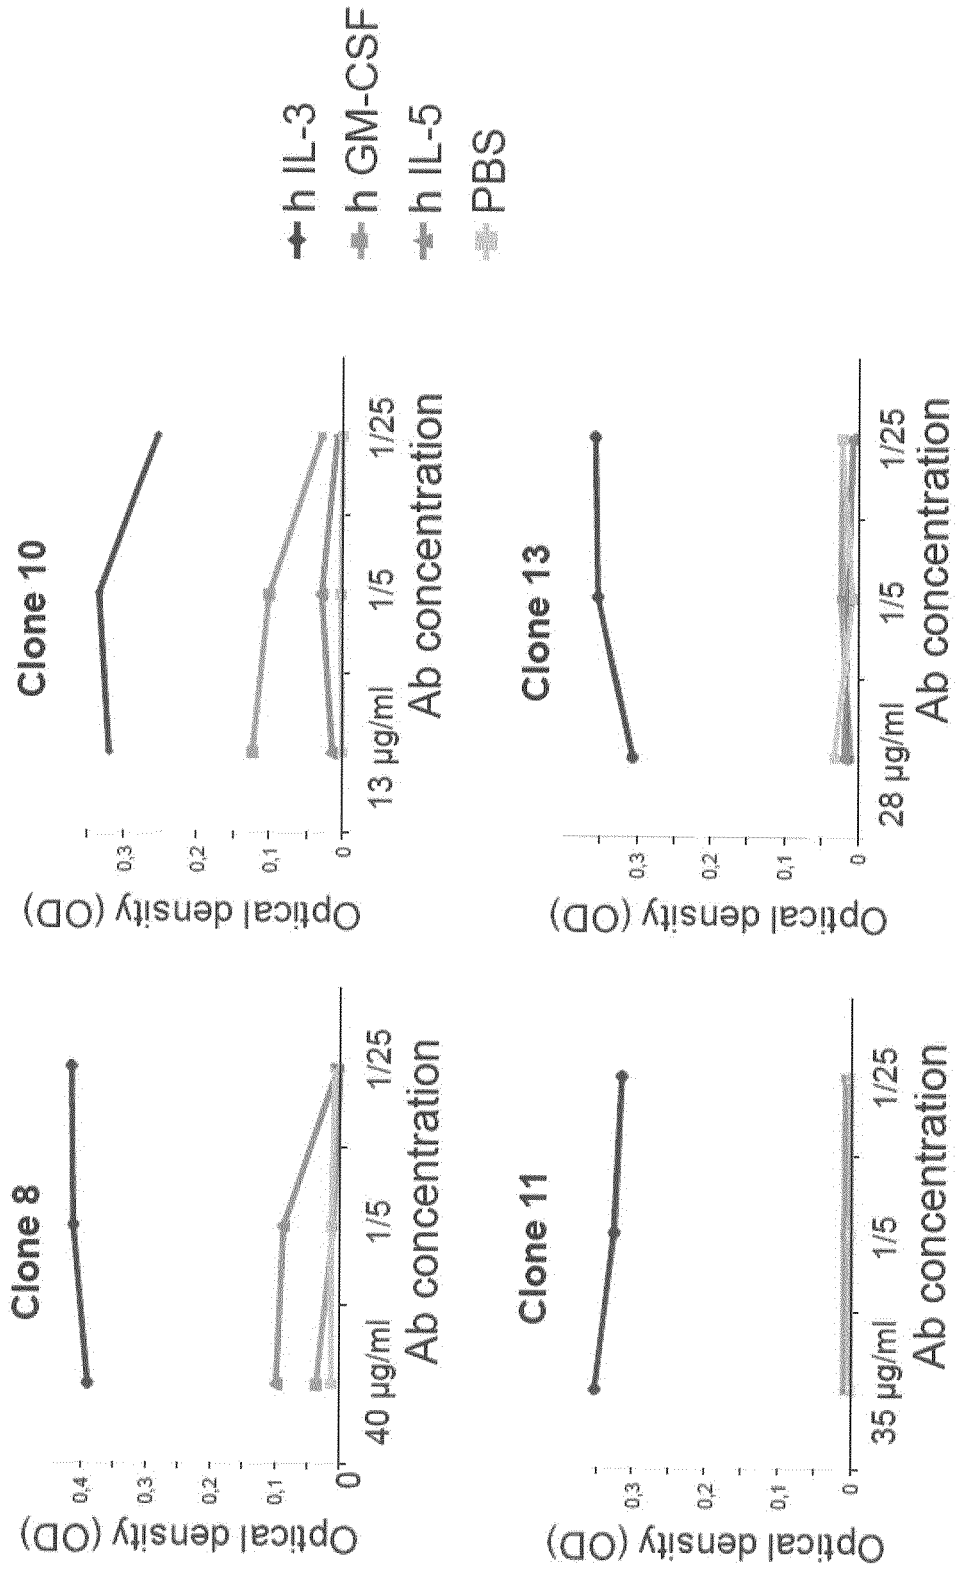 Clone 8
Optical density (OD)
0,4
0,3
0,2
0,1
0
40 µg/ml
1/5
1/25
Ab concentration
Clone 10
Optical density (OD)
0,3
0,2
0,1
0
13 µg/ml
1/5
1/25
Ab concentration
h IL-3
h GM-CSF
h IL-5
PBS
Clone 11
Optical density (OD)
0,3
0,2
0,1
0
35 µg/ml
1/5
1/25
Ab concentration
Clone 13
Optical density (OD)
0,3
0,2
0,1
0
28 µg/ml
1/5
1/25
Ab concentration